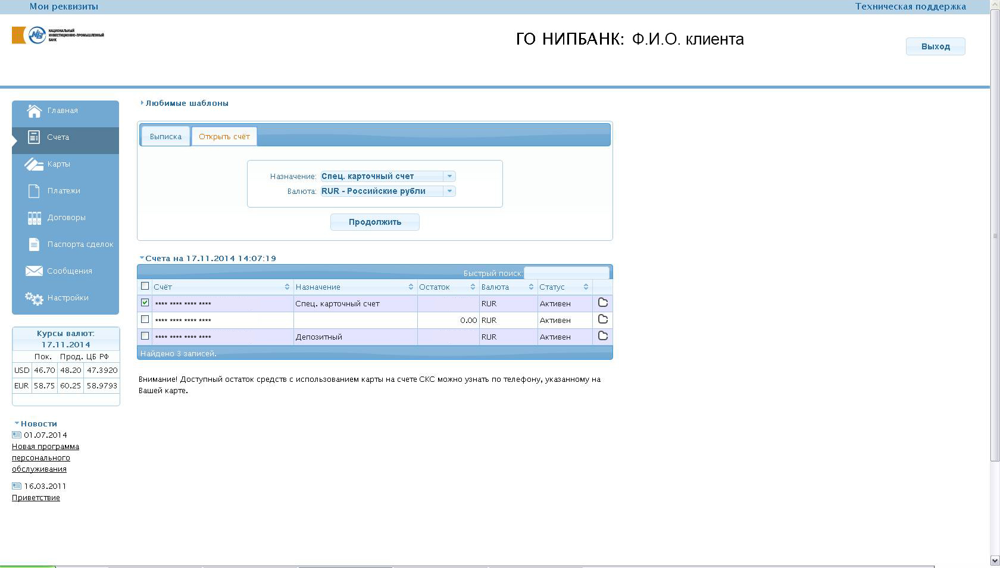 Мои реквизиты
Техническая поддержка
НАЦИОНАЛЬНЫЙ
ИНВЕСТИЦИОННО-ПРОМЫШЛЕННЫЙ
БАНК
ГО НИПБАНК: Ф.И.О. клиента
Выход
Главная
Счета
Карты
Платежи
Договоры
Паспорта сделок
Сообщения
Настройки
Курсы валют:
17.11.2014
Пок. Прод. ЦБ РФ
USD 46.70 48.20 47.3920
EUR 58.75 60.25 58.9793
Новости
01.07.2014
Новая программа
персонального
обслуживания
16.03.2011
Приветствие
Любимые шаблоны
Выписка Открыть счёт
Назначение: Спец. карточный счет
Валюта: RUR - Российские рубли
Продолжить
Счета на 17.11.2014 14:07:19
Быстрый поиск:
Счёт Назначение Остаток Валюта Статус
**** **** **** **** Спец. карточный счет RUR Активен
**** **** **** **** 0.00 RUR Активен
**** **** **** **** Депозитный RUR Активен
Найдено 3 записей.
Внимание! Доступный остаток средств с использованием карты на счете СКС можно узнать по телефону, указанному на
Вашей карте.